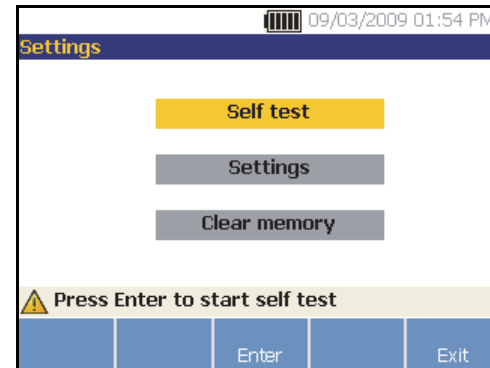 09/03/2009 01:54 PM
Settings
Self test
Settings
Clear memory
Press Enter to start self test
Enter Exit